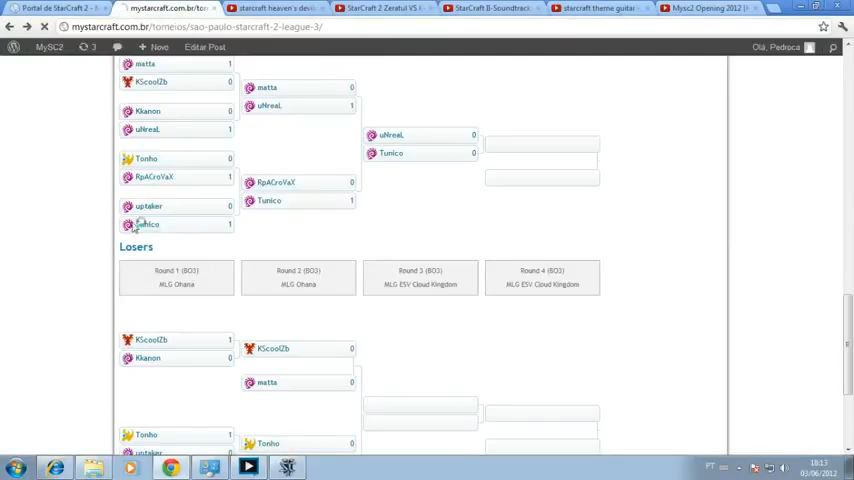 Portal de StarCraft 2 -
mystarcraft.com.br/torn
starcraft heaven's devil
StarCraft 2 Zeratul VS
StarCraft II-Soundtrack
starcraft theme guitar
Mysc2 Opening 2012 [
mystarcraft.com.br/torneios/sao-paulo-starcraft-2-league-3/
MySC2
3
Novo
Editar Post
Olá, Pedroca
matta 1
KScoolZb 0
matta 0
uNreaL 1
Kkanon 0
uNreaL 1
uNreaL 0
Tunico 0
Tonho 0
RpACroVaX 1
RpACroVaX 0
Tunico 1
uptaker 0
Tunico 1
Losers
Round 1 (BO3)
MLG Ohana
Round 2 (BO3)
MLG Ohana
Round 3 (BO3)
MLG ESV Cloud Kingdom
Round 4 (BO3)
MLG ESV Cloud Kingdom
KScoolZb 1
Kkanon 0
KScoolZb 0
matta 0
Tonho 1
uptaker
Tonho 0
PT
18:13
03/06/2012